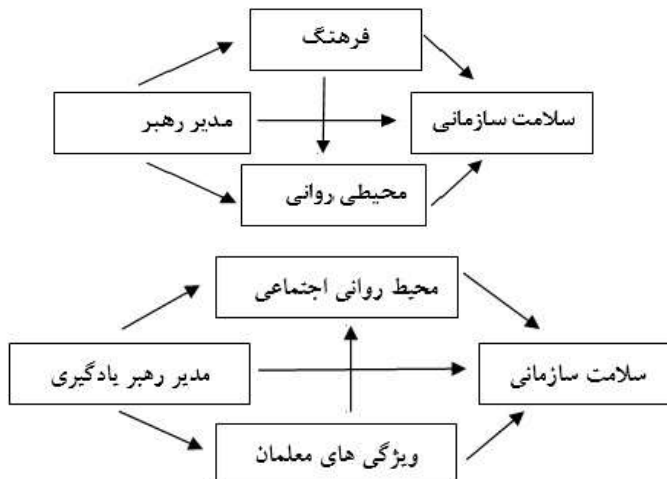 فرهنگ
مدیر رهبر
سلامت سازمانی
محیطی روانی
محیط روانی اجتماعی
مدیر رهبر یادگیری
سلامت سازمانی
ویژگی های معلمان